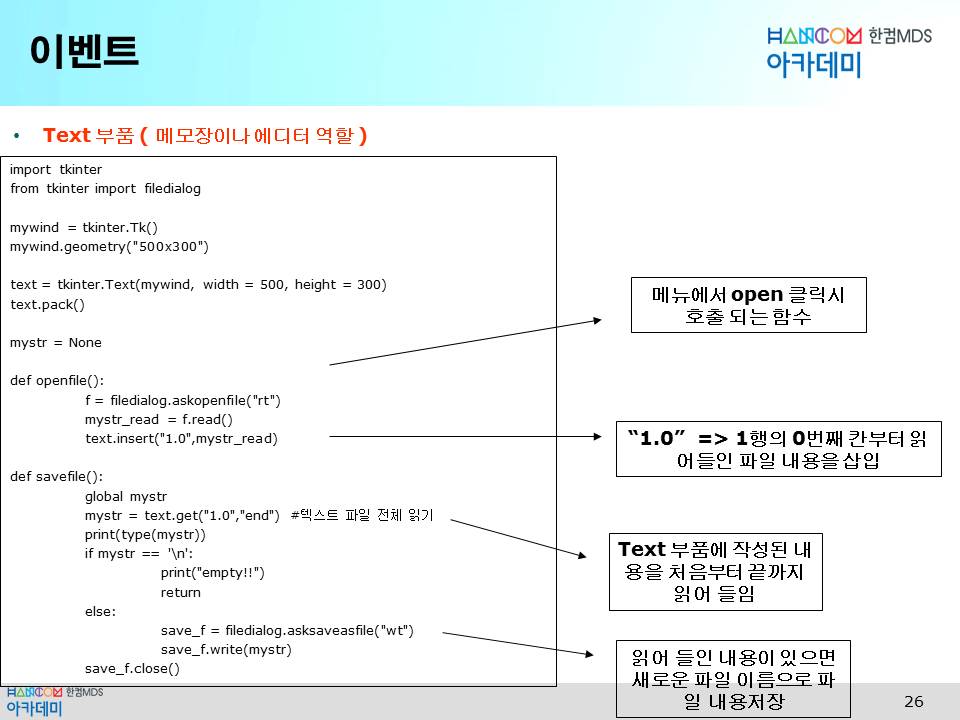 이벤트
HANCOM 한컴MDS
아카데미
• Text 부품 ( 메모장이나 에디터 역할 )
import tkinter
from tkinter import filedialog
mywind = tkinter.Tk()
mywind.geometry("500x300")
text = tkinter.Text(mywind, width = 500, height = 300)
text.pack()
mystr = None
def openfile():
f = filedialog.askopenfile("rt")
mystr_read = f.read()
text.insert("1.0",mystr_read)
def savefile():
global mystr
mystr = text.get("1.0","end") #텍스트 파일 전체 읽기
print(type(mystr))
if mystr == '\n':
print("empty!!")
return
else:
save_f = filedialog.asksaveasfile("wt")
save_f.write(mystr)
save_f.close()
메뉴에서 open 클릭시
호출 되는 함수
“1.0” => 1행의 0번째 칸부터 읽
어들인 파일 내용을 삽입
Text 부품에 작성된 내
용을 처음부터 끝까지
읽어 들임
읽어 들인 내용이 있으면
새로운 파일 이름으로 파
일 내용저장
HANCOM 한컴MDS
아카데미
26